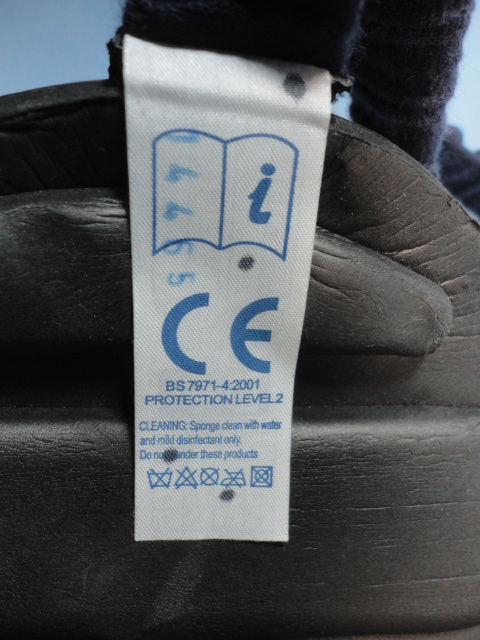 i
CE
BS 7971-4:2001
PROTECTION LEVEL 2
CLEANING: Sponge clean with water
and mild disinfectant only.
Do not launder these products